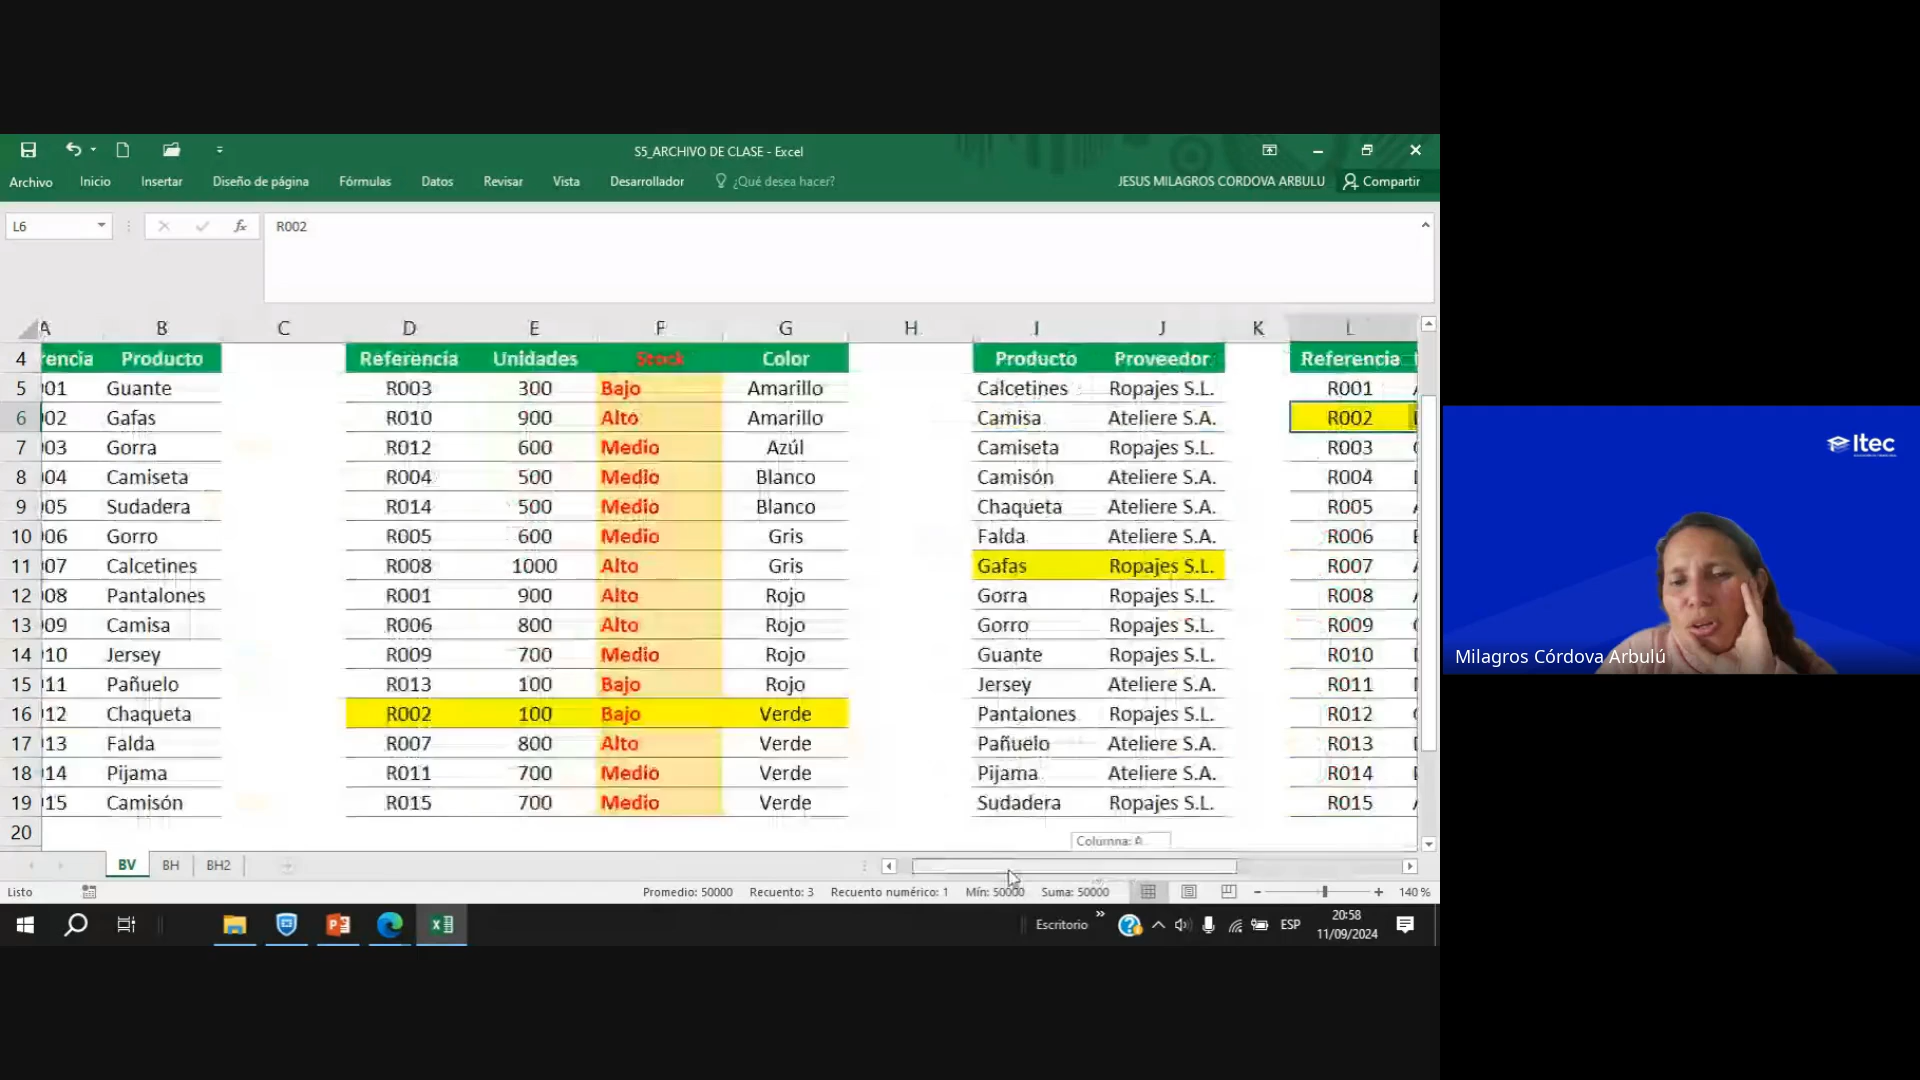 S5_ARCHIVO DE CLASE - Excel
Archivo Inicio Insertar Diseño de página Fórmulas Datos Revisar Vista Desarrollador ¿Qué desea hacer? JESUS MILAGROS CORDOVA ARBULU Compartir
L6 fx R002
A B C D E F G H I J K L
4 rencia Producto Referencia Unidades Stock Color Producto Proveedor Referencia
5 01 Guante R003 300 Bajo Amarillo Calcetines Ropajes S.L. R001
6 02 Gafas R010 900 Alto Amarillo Camisa Ateliere S.A. R002
7 03 Gorra R012 600 Medio Azúl Camiseta Ropajes S.L. R003
8 04 Camiseta R004 500 Medio Blanco Camisón Ateliere S.A. R004
9 05 Sudadera R014 500 Medio Blanco Chaqueta Ateliere S.A. R005
10 06 Gorro R005 600 Medio Gris Falda Ateliere S.A. R006
11 07 Calcetines R008 1000 Alto Gris Gafas Ropajes S.L. R007
12 08 Pantalones R001 900 Alto Rojo Gorra Ropajes S.L. R008
13 09 Camisa R006 800 Alto Rojo Gorro Ropajes S.L. R009
14 10 Jersey R009 700 Medio Rojo Guante Ropajes S.L. R010
15 11 Pañuelo R013 100 Bajo Rojo Jersey Ateliere S.A. R011
16 12 Chaqueta R002 100 Bajo Verde Pantalones Ropajes S.L. R012
17 13 Falda R007 800 Alto Verde Pañuelo Ateliere S.A. R013
18 14 Pijama R011 700 Medio Verde Pijama Ateliere S.A. R014
19 15 Camisón R015 700 Medio Verde Sudadera Ropajes S.L. R015
20
Columna:
BV BH BH2
Listo Promedio: 50000 Recuento: 3 Recuento numérico: 1 Mín: 50000 Suma: 50000 140 %
Escritorio ESP 20:58
11/09/2024
Itec
Milagros Córdova Arbulú